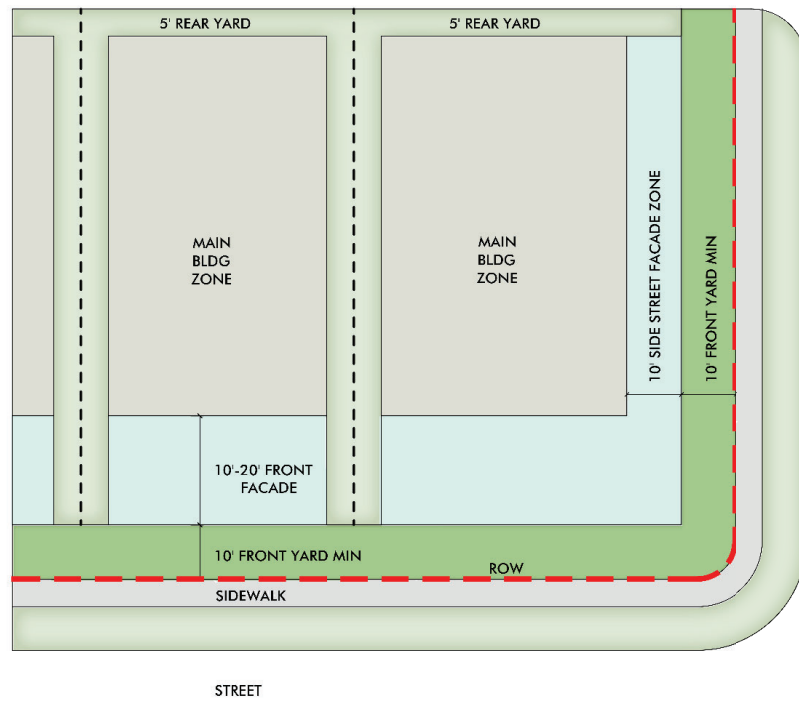 5' REAR YARD
5' REAR YARD
MAIN
BLDG
ZONE
MAIN
BLDG
ZONE
10' SIDE STREET FACADE ZONE
10' FRONT YARD MIN
10'-20' FRONT
FACADE
10' FRONT YARD MIN
ROW
SIDEWALK
STREET